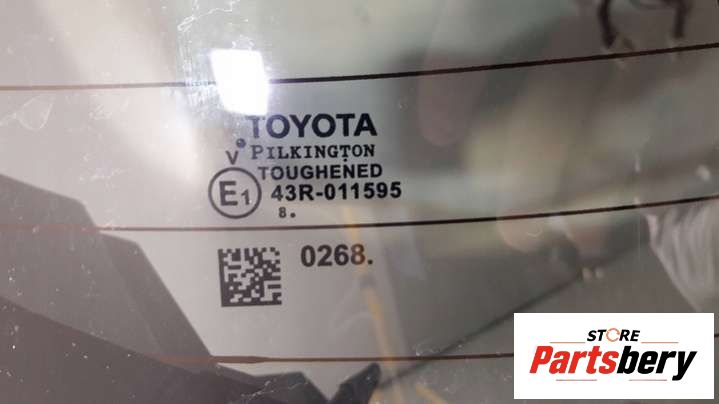 TOYOTA
V PILKINGTON
TOUGHENED
E1 43R-011595
8.
0268.
STORE
Partsbery